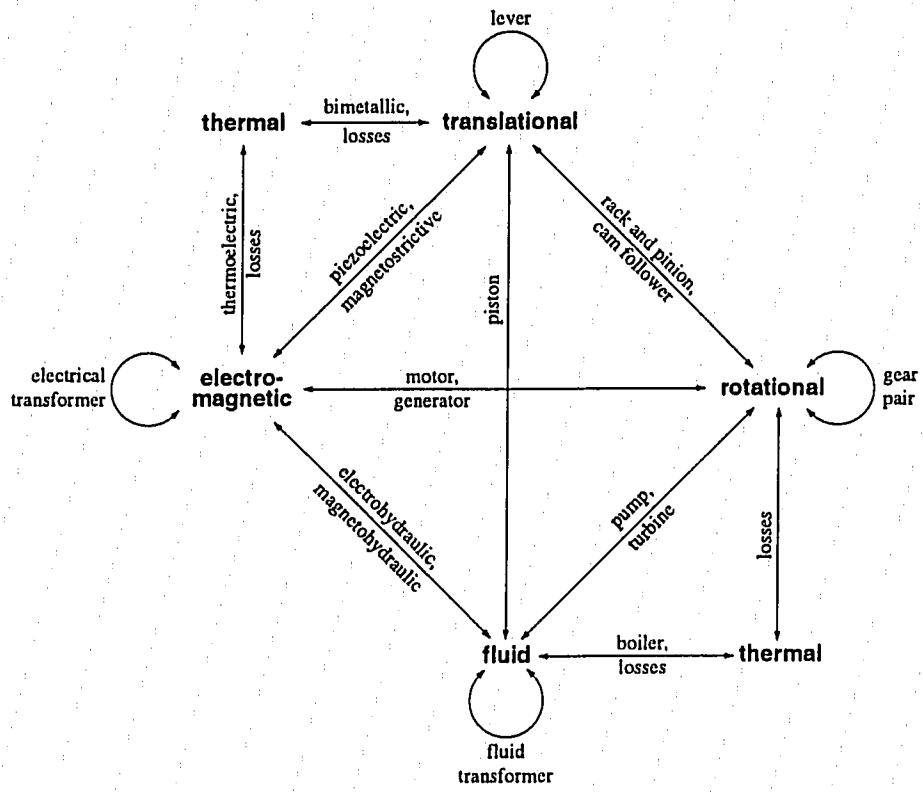 lever
thermal
bimetallic,
losses
translational
thermoelectric,
losses
piezoelectric,
magnetostrictive
piston
rack and pinion,
cam follower
electrical
transformer
electro-
magnetic
motor,
generator
rotational
gear
pair
electrohydraulic,
magnetohydraulic
pump,
turbine
losses
fluid
boiler,
losses
thermal
fluid
transformer